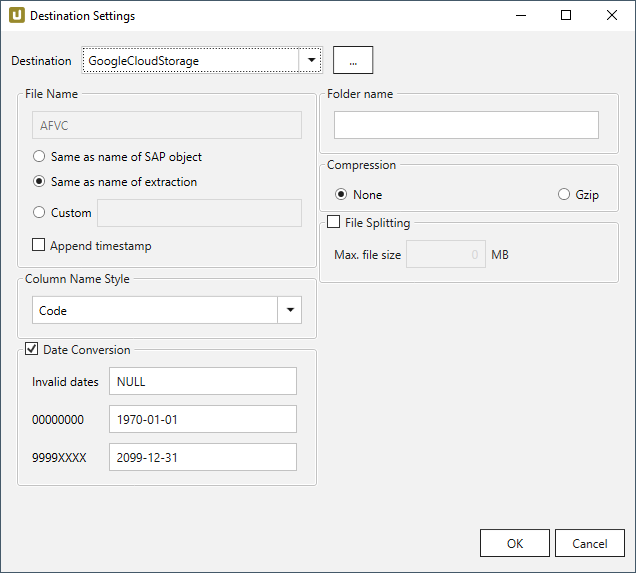 Destination Settings
Destination GoogleCloudStorage ...
File Name
AFVC
Same as name of SAP object
Same as name of extraction
Custom
Append timestamp
Column Name Style
Code
Date Conversion
Invalid dates NULL
00000000 1970-01-01
9999XXXX 2099-12-31
Folder name
Compression
None Gzip
File Splitting
Max. file size 0 MB
OK Cancel